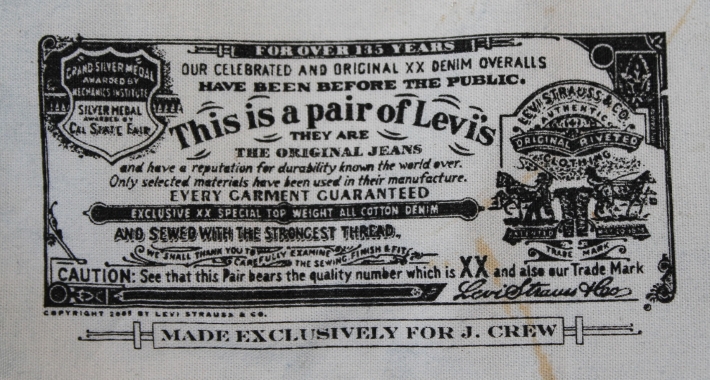 FOR OVER 135 YEARS
"GRAND SILVER MEDAL
AWARDED BY
MECHANICS INSTITUTE
SILVER MEDAL
AWARDED BY
CAL STATE FAIR
OUR CELEBRATED AND ORIGINAL XX DENIM OVERALLS
HAVE BEEN BEFORE THE PUBLIC.
This is a pair of Levi's
THEY ARE
THE ORIGINAL JEANS
and have a reputation for durability known the world over.
Only selected materials have been used in their manufacture.
EVERY GARMENT GUARANTEED
EXCLUSIVE XX SPECIAL TOP WEIGHT ALL COTTON DENIM
AND SEWED WITH THE STRONGEST THREAD.
WE SHALL THANK YOU TO CAREFULLY EXAMINE
THE SEWING FINISH & FIT
LEVI STRAUSS & CO.
AUTHENTIC
ORIGINAL RIVETED
CLOTHING
TRADE MARK
CAUTION: See that this Pair bears the quality number which is XX and also our Trade Mark
Levi Strauss & Co.
®
COPYRIGHT BY LEVI STRAUSS & CO.
MADE EXCLUSIVELY FOR J. CREW